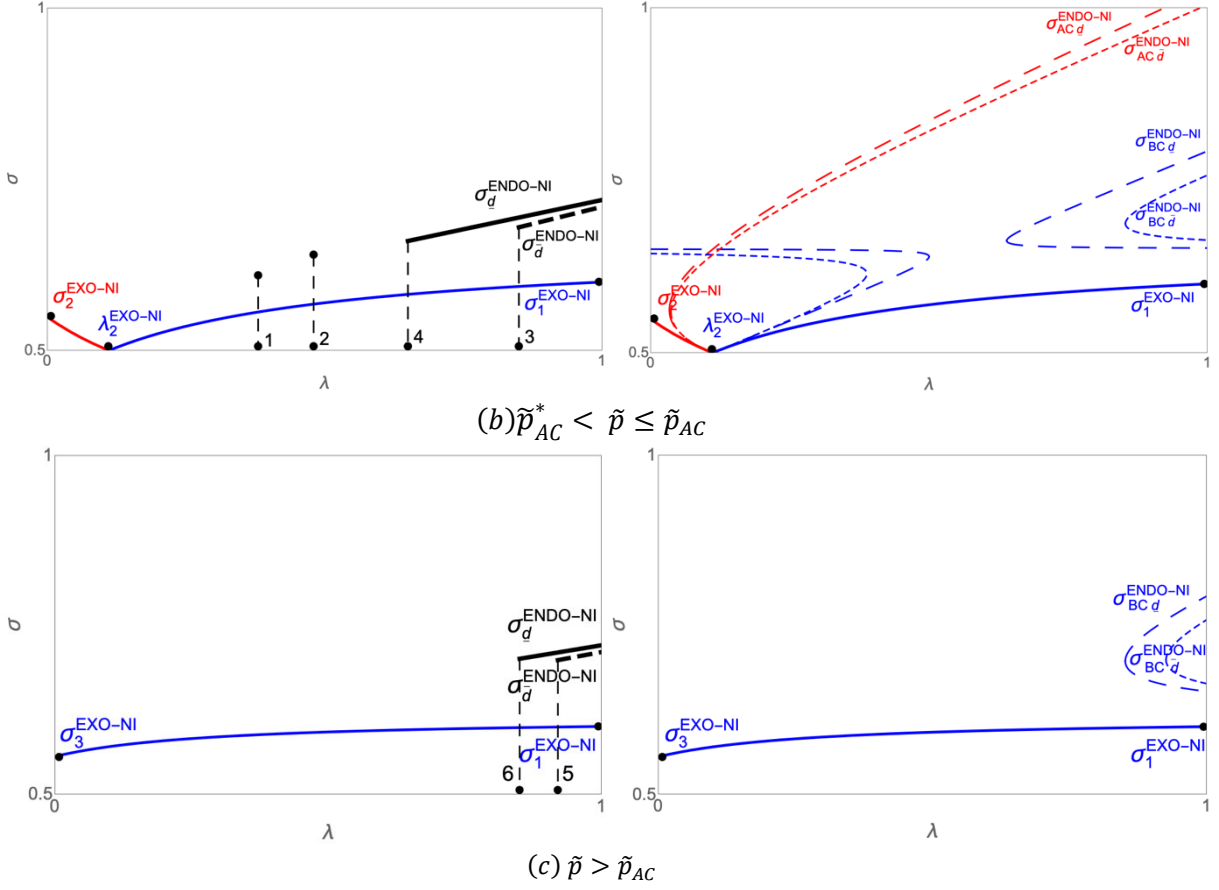 1
σ
σ_d̲^ENDO–NI
σ_d̄^ENDO–NI
σ_2^EXO–NI
λ_2^EXO–NI
σ_1^EXO–NI
1
2
4
3
0.5
0
1
λ
1
σ
σ_AC d̲^ENDO–NI
σ_AC d̄^ENDO–NI
σ_BC d̲^ENDO–NI
σ_BC d̄^ENDO–NI
σ_2^EXO–NI
λ_2^EXO–NI
σ_1^EXO–NI
0.5
0
1
λ
(b) p̃*_AC < p̃ ≤ p̃_AC
1
σ
σ_d̲^ENDO–NI
σ_d̄^ENDO–NI
σ_3^EXO–NI
σ_1^EXO–NI
6
5
0.5
0
1
λ
1
σ
σ_BC d̲^ENDO–NI
σ_BC d̄^ENDO–NI
σ_3^EXO–NI
σ_1^EXO–NI
0.5
0
1
λ
(c) p̃ > p̃_AC